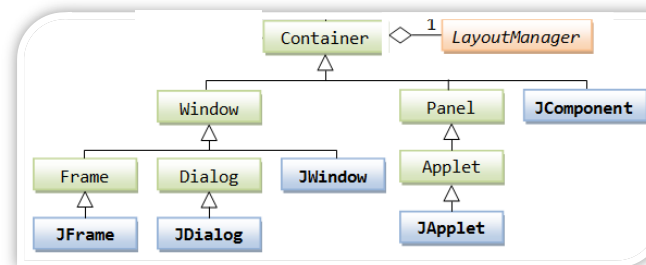 Container 1 LayoutManager
Window Panel JComponent
Frame Dialog JWindow Applet
JFrame JDialog JApplet